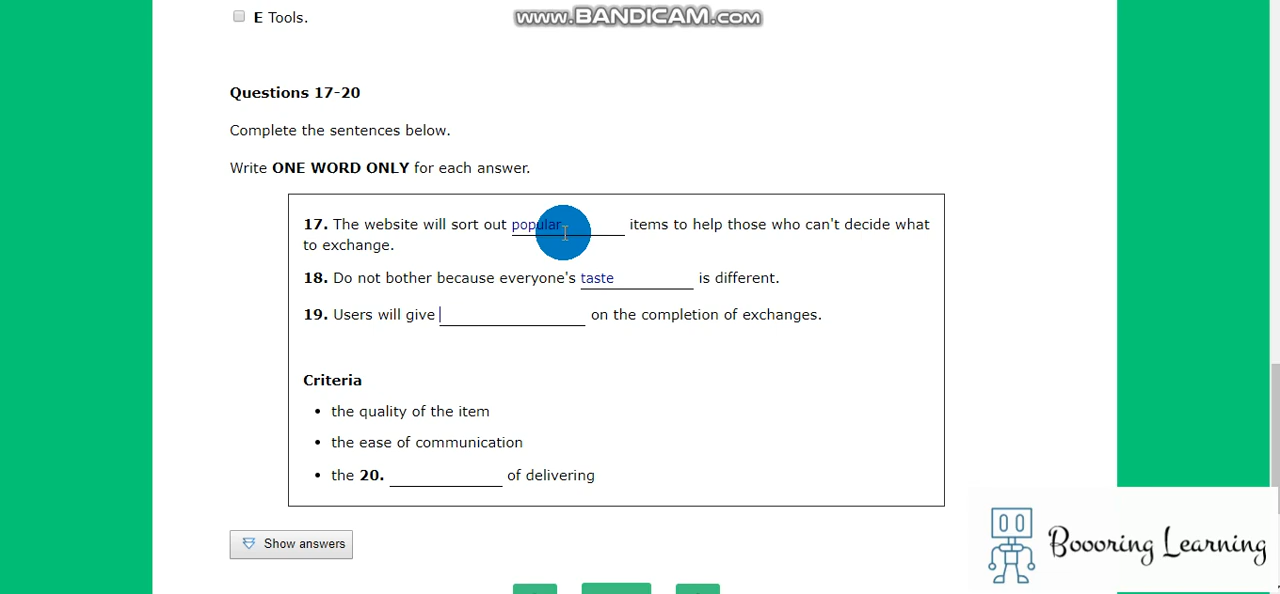 E Tools.
www.BANDICAM.com
Questions 17-20
Complete the sentences below.
Write ONE WORD ONLY for each answer.
17. The website will sort out popular items to help those who can't decide what
to exchange.
18. Do not bother because everyone's taste is different.
19. Users will give on the completion of exchanges.
Criteria
• the quality of the item
• the ease of communication
• the 20. of delivering
Show answers
Boooring Learning